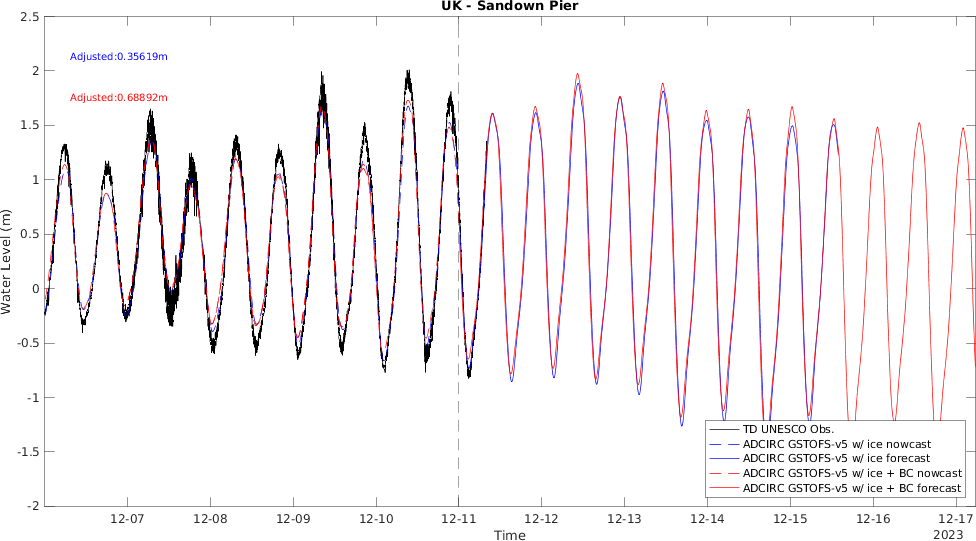 UK - Sandown Pier
2.5
2
1.5
1
0.5
0
-0.5
-1
-1.5
-2
Water Level (m)
Adjusted:0.35619m
Adjusted:0.68892m
TD UNESCO Obs.
ADCIRC GSTOFS-v5 w/ ice nowcast
ADCIRC GSTOFS-v5 w/ ice forecast
ADCIRC GSTOFS-v5 w/ ice + BC nowcast
ADCIRC GSTOFS-v5 w/ ice + BC forecast
12-07 12-08 12-09 12-10 12-11 12-12 12-13 12-14 12-15 12-16 12-17
Time
2023